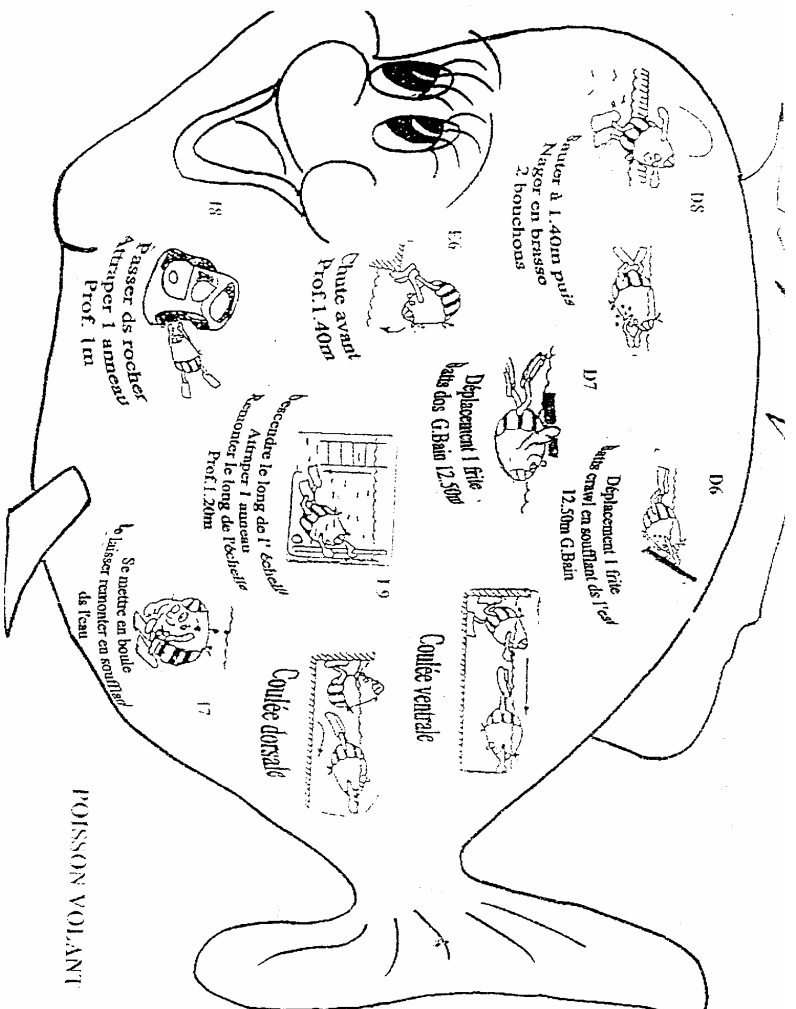 D8
Sauter à 1.40m puis
Nager en brasse
2 bouchons
D7
Déplacement 1 frite
Batts dos G.Bain 12.50m
D6
Déplacement 1 frite
Batts crawl en soufflant ds l'eau
12.50m G.Bain
E6
Chute avant
Prof.1.40m
Passer ds rocher
Attraper 1 anneau
Prof. 1m
Descendre le long de l'échelle
Attraper 1 anneau
Remonter le long de l'échelle
Prof.1.20m
Se mettre en boule
Se laisser remonter en soufflant
ds l'eau
Coulée ventrale
Coulée dorsale
POISSON VOLANT